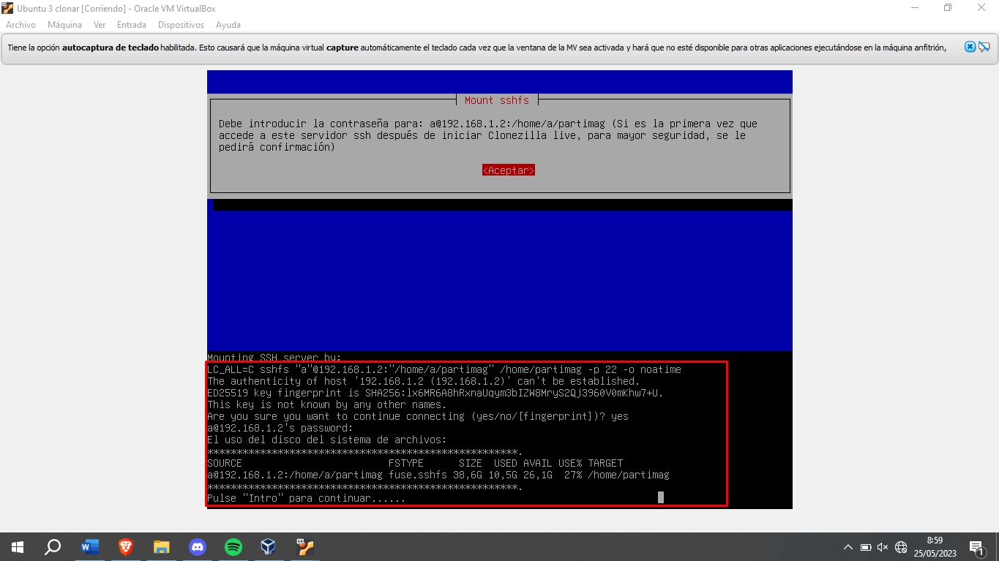 Ubuntu 3 clonar [Corriendo] - Oracle VM VirtualBox
Archivo Máquina Ver Entrada Dispositivos Ayuda
Tiene la opción autocaptura de teclado habilitada. Esto causará que la máquina virtual capture automáticamente el teclado cada vez que la ventana de la MV sea activada y hará que no esté disponible para otras aplicaciones ejecutándose en la máquina anfitrión,
Mount sshfs
Debe introducir la contraseña para: a@192.168.1.2:/home/a/partimag (Si es la primera vez que
accede a este servidor ssh después de iniciar Clonezilla live, para mayor seguridad, se le
pedirá confirmación)
<Aceptar>
Mounting SSH server by:
LC_ALL=C sshfs "a"@192.168.1.2:"/home/a/partimag" /home/partimag -p 22 -o noatime
The authenticity of host '192.168.1.2 (192.168.1.2)' can't be established.
ED25519 key fingerprint is SHA256:lx6MR6A8hRxnaUqym3bIZW8MryS2Qj3960V0mKhw7+U.
This key is not known by any other names.
Are you sure you want to continue connecting (yes/no/[fingerprint])? yes
a@192.168.1.2's password:
El uso del disco del sistema de archivos:
*****************************************************.
SOURCE FSTYPE SIZE USED AVAIL USE% TARGET
a@192.168.1.2:/home/a/partimag fuse.sshfs 38,6G 10,5G 26,1G 27% /home/partimag
*****************************************************.
Pulse "Intro" para continuar......
8:59
25/05/2023
1